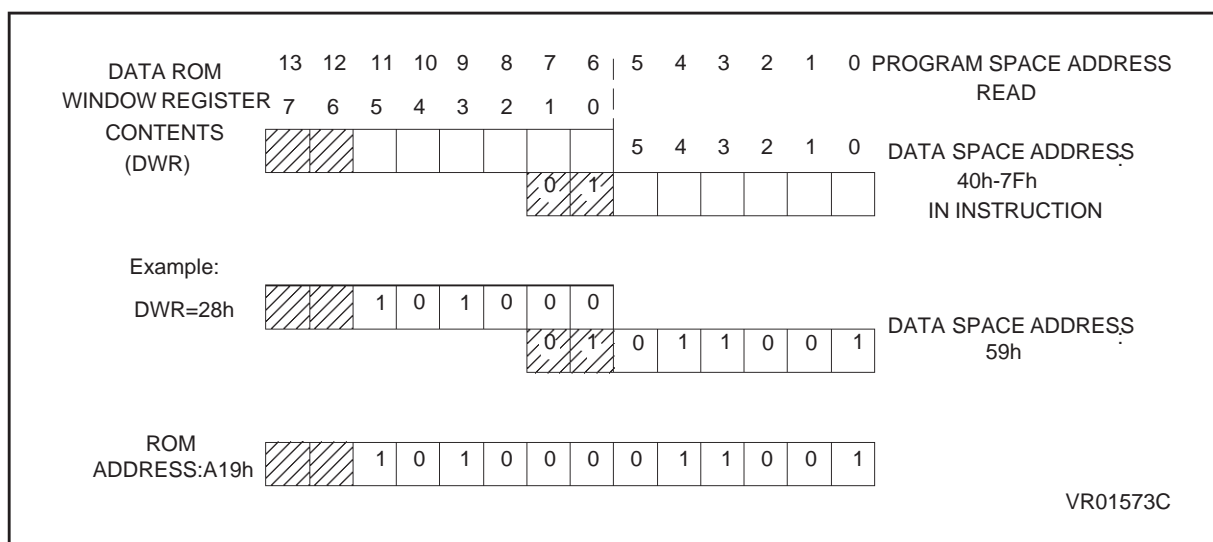 13 12 11 10 9 8 7 6 5 4 3 2 1 0 PROGRAM SPACE ADDRESS
READ
DATA ROM
WINDOW REGISTER 7 6 5 4 3 2 1 0
CONTENTS
(DWR)
5 4 3 2 1 0 DATA SPACE ADDRESS
:
0 1 40h-7Fh
IN INSTRUCTION
Example:
DWR=28h 1 0 1 0 0 0
0 1 0 1 1 0 0 1 DATA SPACE ADDRESS
:
59h
ROM
ADDRESS:A19h 1 0 1 0 0 0 0 1 1 0 0 1
VR01573C